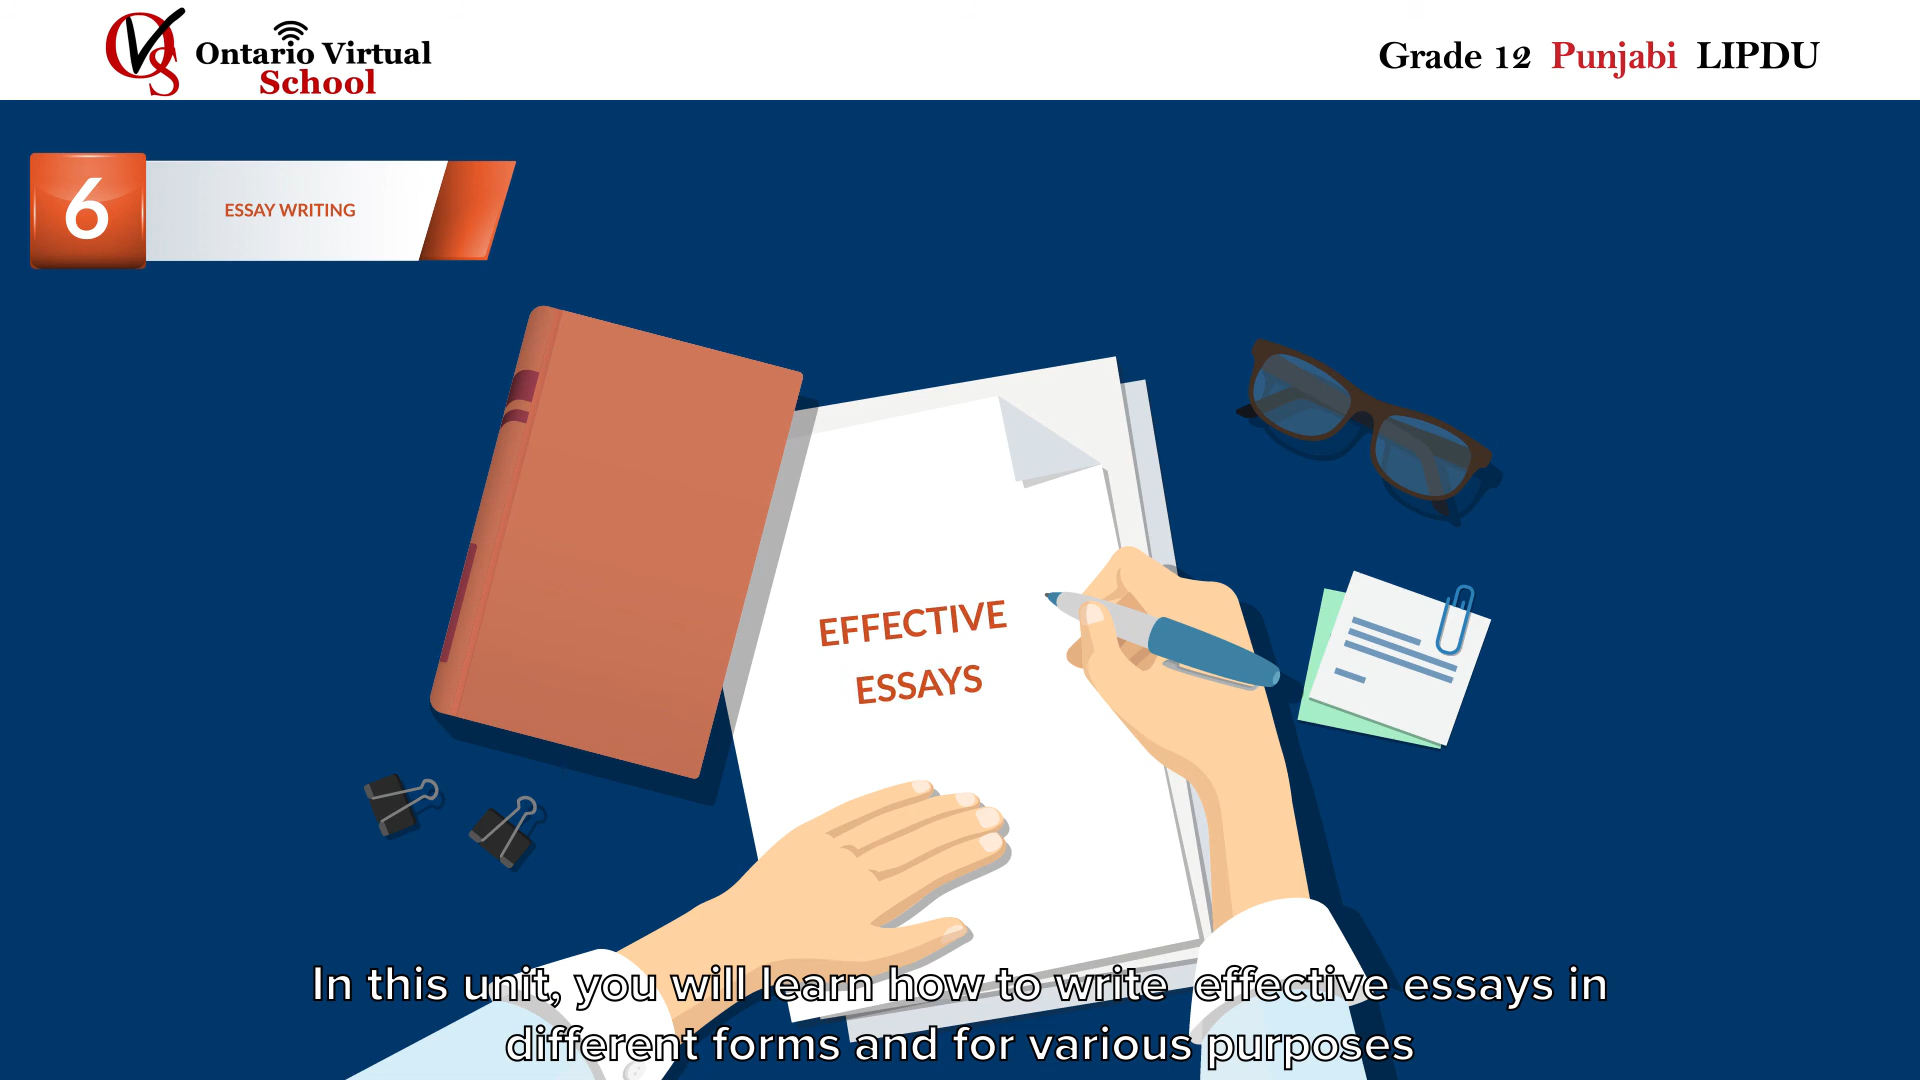 OVS
Ontario Virtual
School
Grade 12 Punjabi LIPDU
6
ESSAY WRITING
EFFECTIVE
ESSAYS
In this unit, you will learn how to write effective essays in
different forms and for various purposes